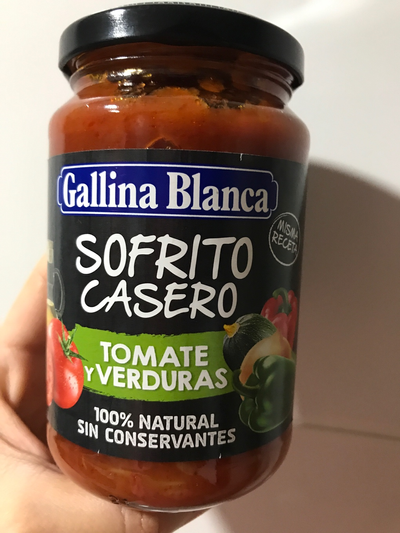 Gallina Blanca
SOFRITO
CASERO
MISMA
RECETA
TOMATE
Y VERDURAS
100% NATURAL
SIN CONSERVANTES